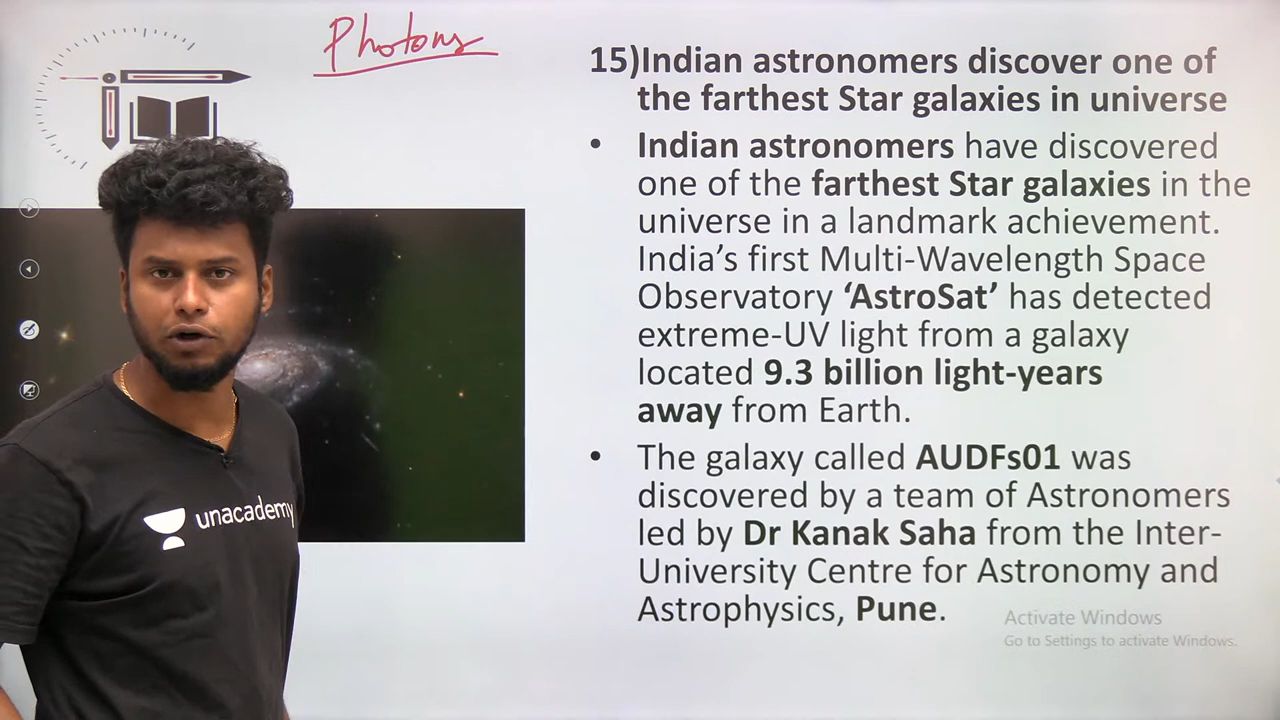 Photons
15)Indian astronomers discover one of
the farthest Star galaxies in universe
• Indian astronomers have discovered
one of the farthest Star galaxies in the
universe in a landmark achievement.
India’s first Multi-Wavelength Space
Observatory ‘AstroSat’ has detected
extreme-UV light from a galaxy
located 9.3 billion light-years
away from Earth.
• The galaxy called AUDFs01 was
discovered by a team of Astronomers
led by Dr Kanak Saha from the Inter-
University Centre for Astronomy and
Astrophysics, Pune.
unacademy
Activate Windows
Go to Settings to activate Windows.